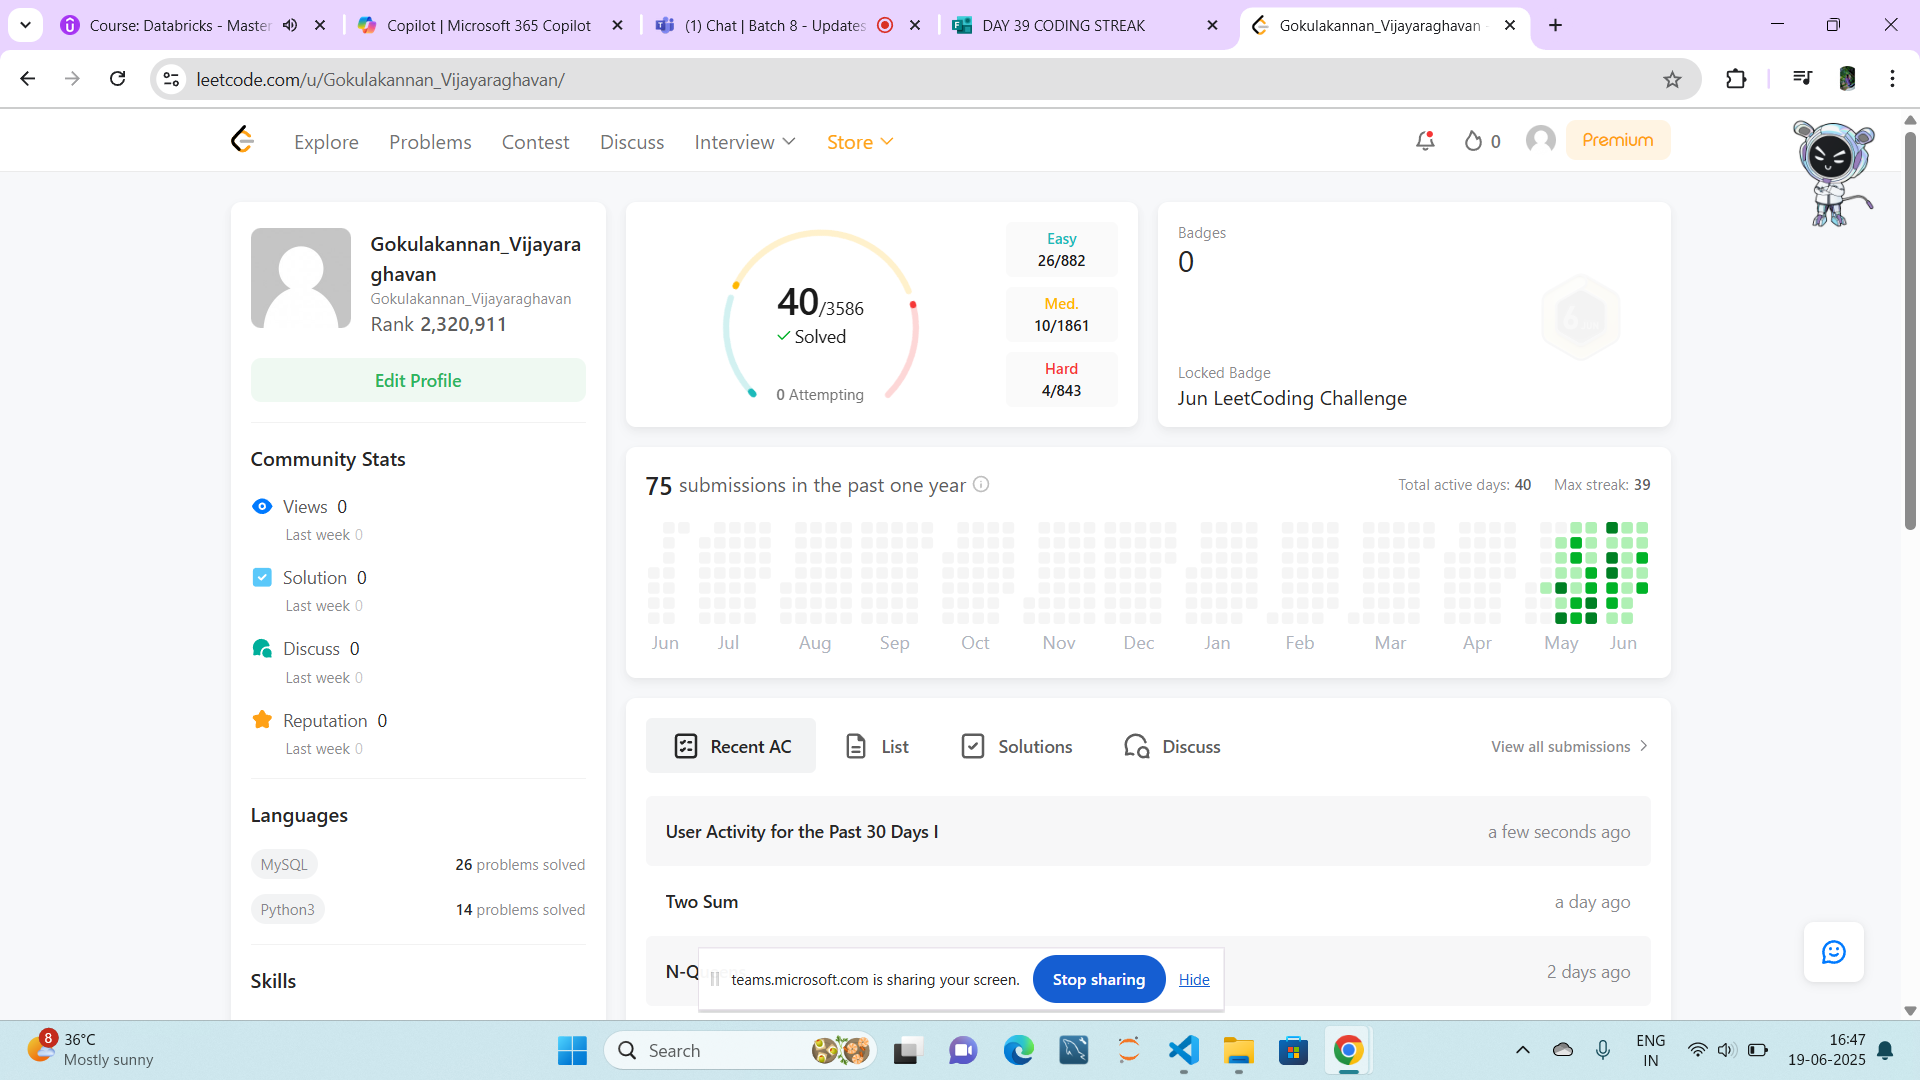 Course: Databricks - Master
Copilot | Microsoft 365 Copilot
(1) Chat | Batch 8 - Updates
DAY 39 CODING STREAK
Gokulakannan_Vijayaraghavan -
leetcode.com/u/Gokulakannan_Vijayaraghavan/
Explore
Problems
Contest
Discuss
Interview
Store
0
Premium
Gokulakannan_Vijayara
ghavan
Gokulakannan_Vijayaraghavan
Rank 2,320,911
Edit Profile
Community Stats
Views 0
Last week 0
Solution 0
Last week 0
Discuss 0
Last week 0
Reputation 0
Last week 0
Languages
MySQL 26 problems solved
Python3 14 problems solved
Skills
40/3586
Solved
0 Attempting
Easy
26/882
Med.
10/1861
Hard
4/843
Badges
0
Locked Badge
Jun LeetCoding Challenge
75 submissions in the past one year
Total active days: 40 Max streak: 39
Jun Jul Aug Sep Oct Nov Dec Jan Feb Mar Apr May Jun
Recent AC
List
Solutions
Discuss
View all submissions
User Activity for the Past 30 Days I a few seconds ago
Two Sum a day ago
N-Q 2 days ago
teams.microsoft.com is sharing your screen.
Stop sharing
Hide
8
36°C
Mostly sunny
Search
ENG
IN
16:47
19-06-2025